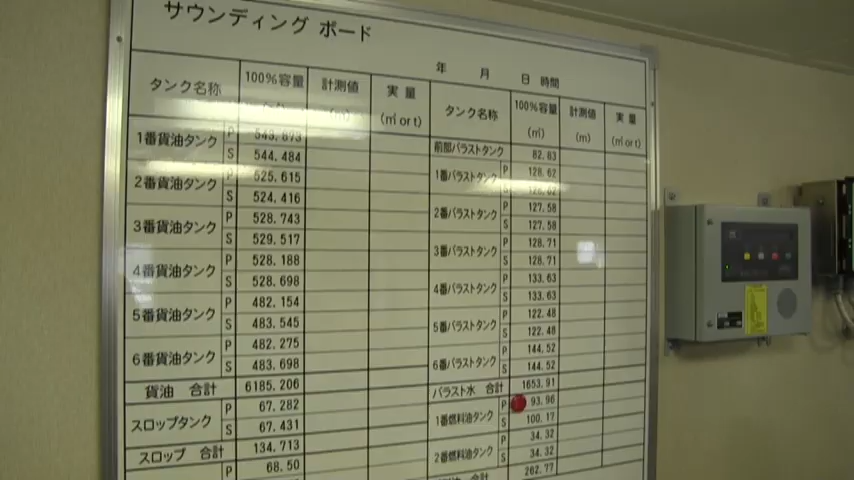 サウンディング ボード
年 月 日 時間
タンク名称 100%容量 計測値 実 量 (㎥ or t)
1番貨油タンク P 543.873
S 544.484
2番貨油タンク P 525.615
S 524.416
3番貨油タンク P 528.743
S 529.517
4番貨油タンク P 528.188
S 528.698
5番貨油タンク P 482.154
S 483.545
6番貨油タンク P 482.275
S 483.698
貨油 合計 6185.206
スロップタンク P 67.282
S 67.431
スロップ 合計 134.713
P 68.50
タンク名称 100%容量 (㎥) 計測値 (m) 実 量 (㎥ or t)
前部バラストタンク 82.83
1番バラストタンク P 128.62
S
2番バラストタンク P 127.58
S 127.58
3番バラストタンク P 128.71
S 128.71
4番バラストタンク P 133.63
S 133.63
5番バラストタンク P 122.48
S 122.48
6番バラストタンク P 144.52
S 144.52
バラスト水 合計 1653.91
1番燃料油タンク P 93.96
S 100.17
2番燃料油タンク P 34.32
S 34.32
合計 262.77